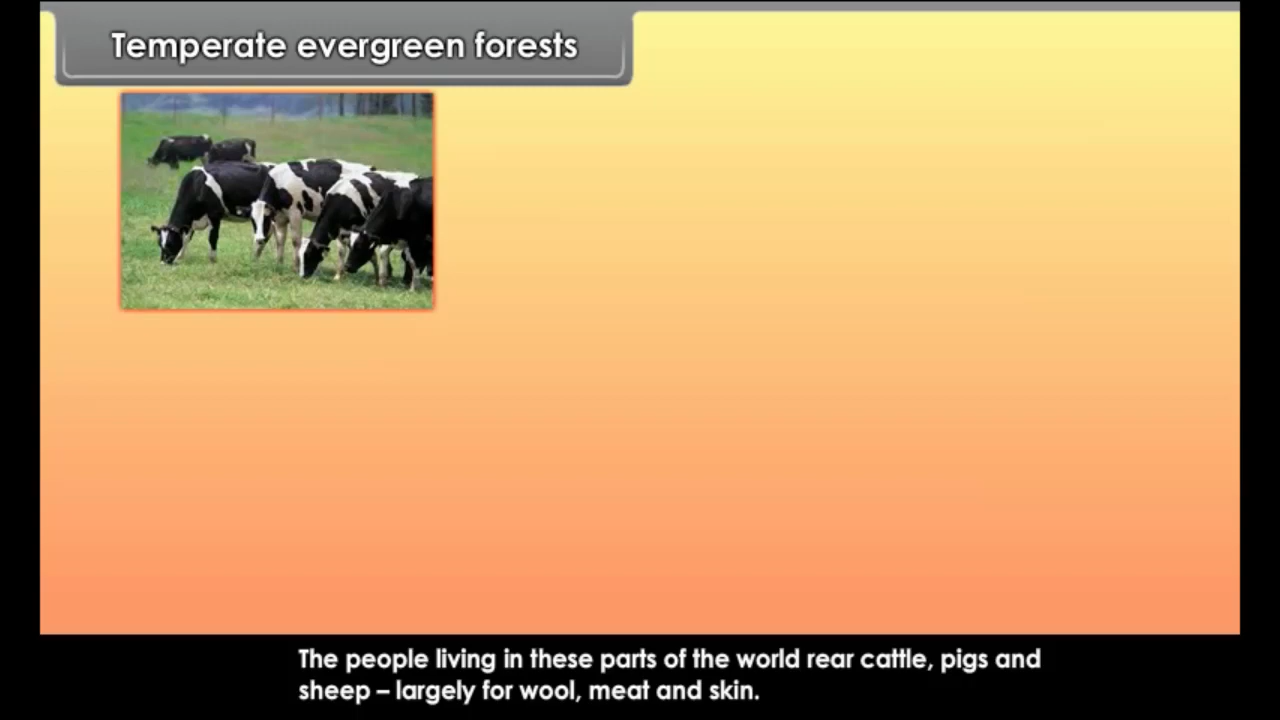 Temperate evergreen forests
The people living in these parts of the world rear cattle, pigs and
sheep – largely for wool, meat and skin.